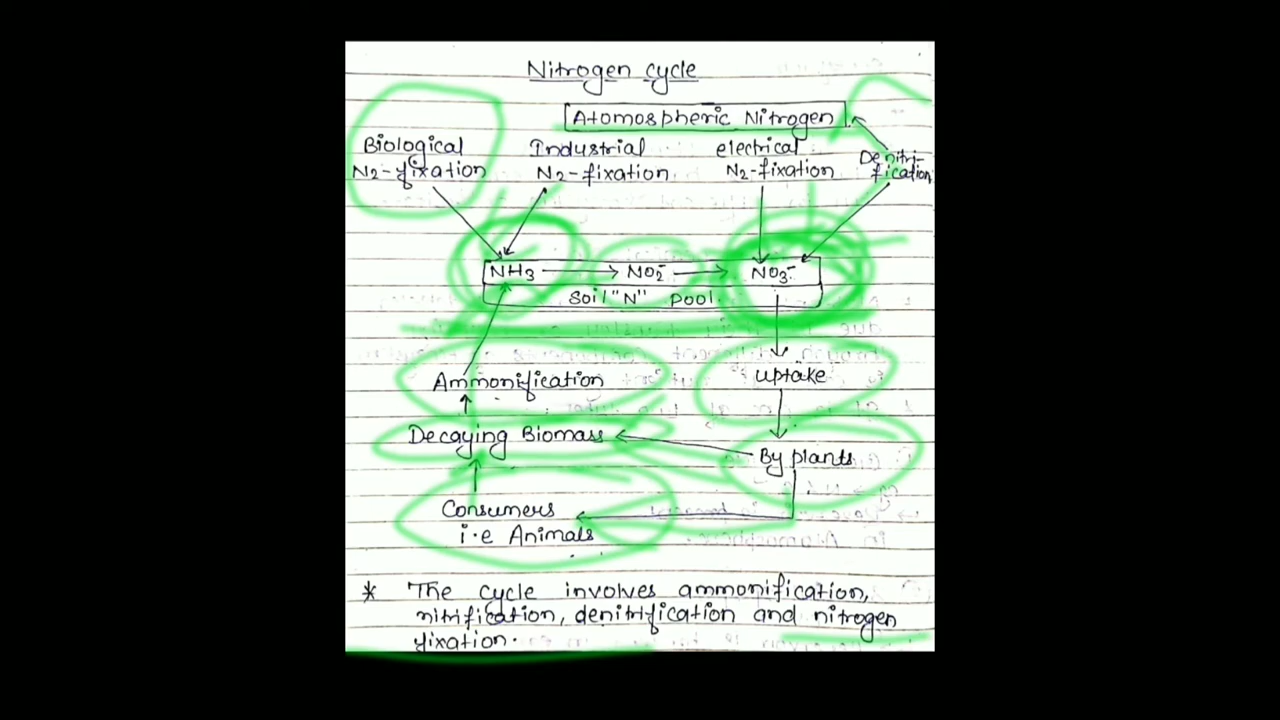 Nitrogen cycle
Atomospheric Nitrogen
Biological
N2-fixation
Industrial
N2-fixation
electrical
N2-fixation
Denitri-
fication
NH3 → NO2⁻ → NO3⁻
Soil "N" pool.
Ammonification
uptake
Decaying Biomass
By plants
Consumers
i.e Animals
* The cycle involves ammonification,
nitrification, denitrification and nitrogen
fixation.